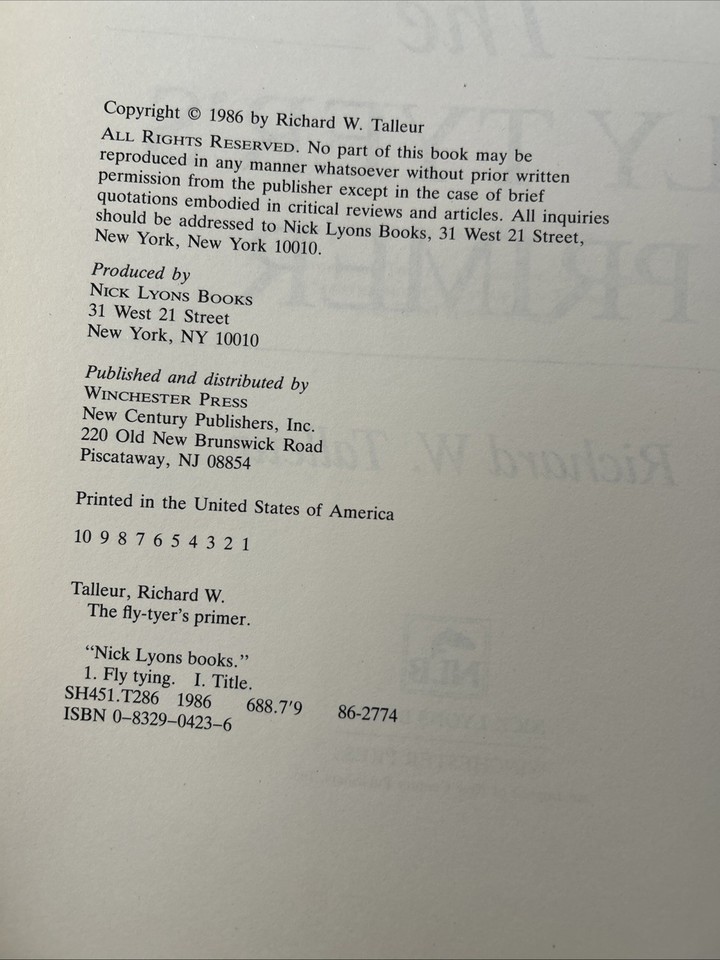 Copyright © 1986 by Richard W. Talleur
ALL RIGHTS RESERVED. No part of this book may be
reproduced in any manner whatsoever without prior written
permission from the publisher except in the case of brief
quotations embodied in critical reviews and articles. All inquiries
should be addressed to Nick Lyons Books, 31 West 21 Street,
New York, New York 10010.
Produced by
NICK LYONS BOOKS
31 West 21 Street
New York, NY 10010
Published and distributed by
WINCHESTER PRESS
New Century Publishers, Inc.
220 Old New Brunswick Road
Piscataway, NJ 08854
Printed in the United States of America
10 9 8 7 6 5 4 3 2 1
Talleur, Richard W.
The fly-tyer's primer.
"Nick Lyons books."
1. Fly tying. I. Title.
SH451.T286 1986 688.7'9 86-2774
ISBN 0-8329-0423-6